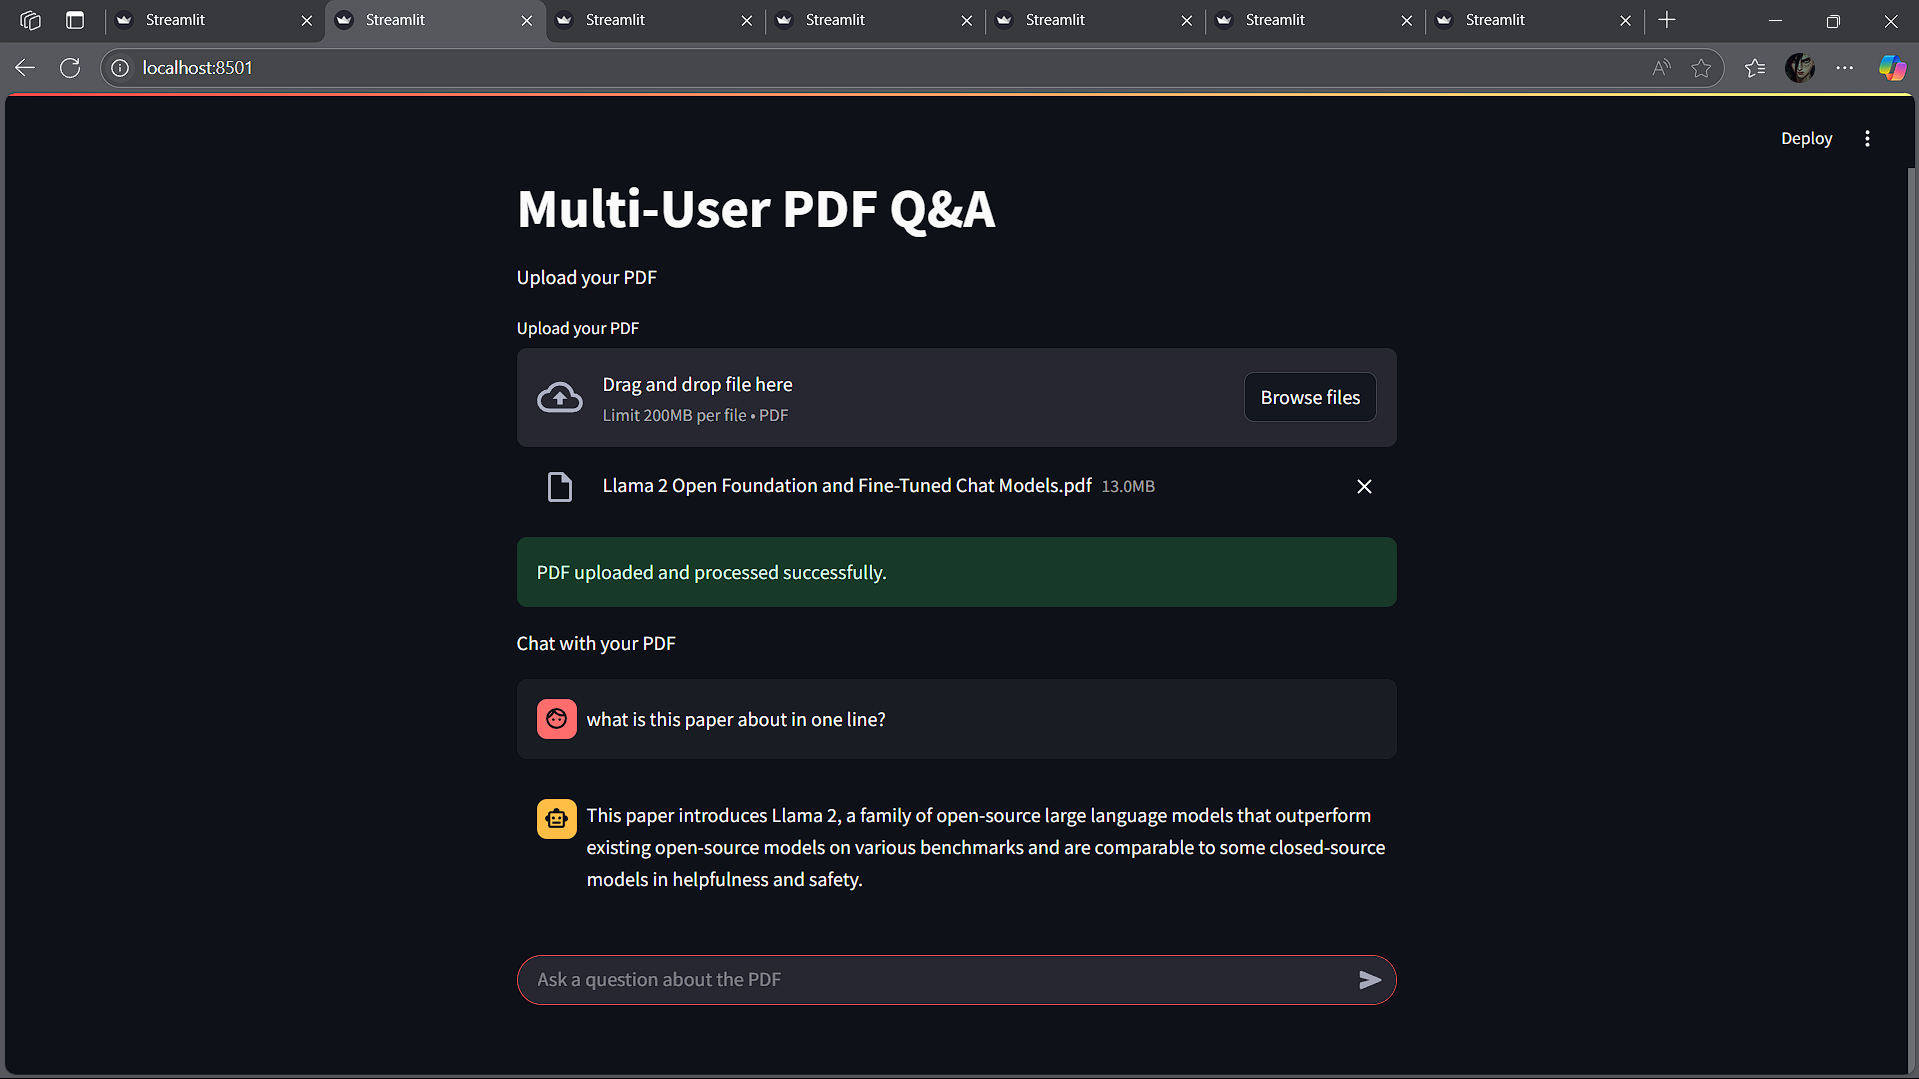 Streamlit
Streamlit
Streamlit
Streamlit
Streamlit
Streamlit
Streamlit
localhost:8501
Deploy
Multi-User PDF Q&A
Upload your PDF
Upload your PDF
Drag and drop file here
Limit 200MB per file • PDF
Browse files
Llama 2 Open Foundation and Fine-Tuned Chat Models.pdf 13.0MB
PDF uploaded and processed successfully.
Chat with your PDF
what is this paper about in one line?
This paper introduces Llama 2, a family of open-source large language models that outperform
existing open-source models on various benchmarks and are comparable to some closed-source
models in helpfulness and safety.
Ask a question about the PDF